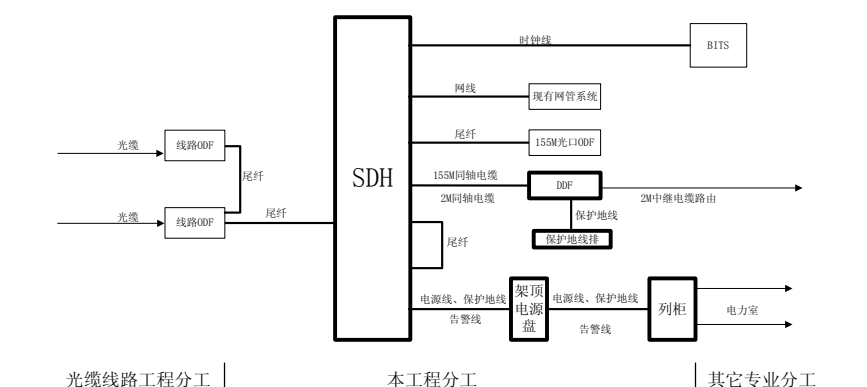 时钟线
BITS
网线
现有网管系统
光缆
线路ODF
尾纤
155M光口ODF
尾纤
SDH
155M同轴电缆
DDF
2M同轴电缆
2M中继电缆路由
光缆
线路ODF
尾纤
保护地线
保护地线排
尾纤
电源线、保护地线
告警线
架顶
电源
盘
电源线、保护地线
告警线
列柜
电力室
光缆线路工程分工
本工程分工
其它专业分工